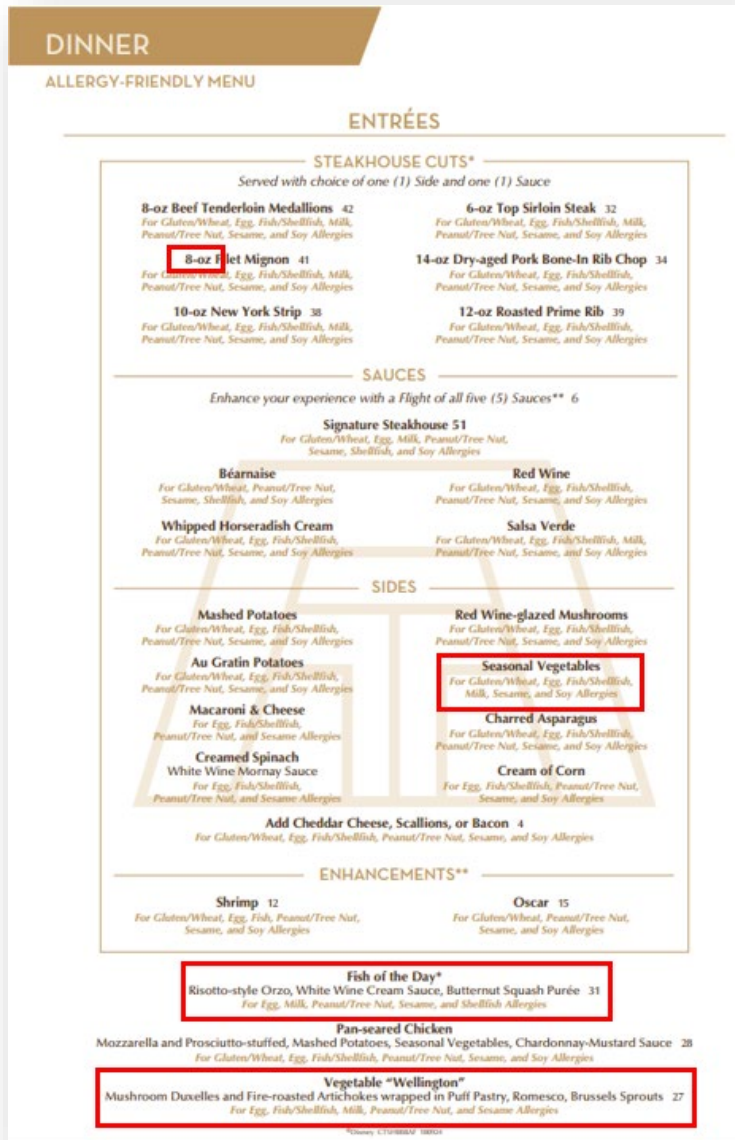 DINNER
ALLERGY-FRIENDLY MENU
ENTRÉES
STEAKHOUSE CUTS*
Served with choice of one (1) Side and one (1) Sauce
8-oz Beef Tenderloin Medallions 42
For Gluten/Wheat, Egg, Fish/Shellfish, Milk,
Peanut/Tree Nut, Sesame, and Soy Allergies
6-oz Top Sirloin Steak 32
For Gluten/Wheat, Egg, Fish/Shellfish, Milk,
Peanut/Tree Nut, Sesame, and Soy Allergies
8-oz Filet Mignon 41
For Gluten/Wheat, Egg, Fish/Shellfish, Milk,
Peanut/Tree Nut, Sesame, and Soy Allergies
14-oz Dry-aged Pork Bone-In Rib Chop 34
For Gluten/Wheat, Egg, Fish/Shellfish,
Peanut/Tree Nut, Sesame, and Soy Allergies
10-oz New York Strip 38
For Gluten/Wheat, Egg, Fish/Shellfish, Milk,
Peanut/Tree Nut, Sesame, and Soy Allergies
12-oz Roasted Prime Rib 39
For Gluten/Wheat, Egg, Fish/Shellfish,
Peanut/Tree Nut, Sesame, and Soy Allergies
SAUCES
Enhance your experience with a Flight of all five (5) Sauces** 6
Signature Steakhouse 51
For Gluten/Wheat, Egg, Milk, Peanut/Tree Nut,
Sesame, Shellfish, and Soy Allergies
Béarnaise
For Gluten/Wheat, Peanut/Tree Nut,
Sesame, Shellfish, and Soy Allergies
Red Wine
For Gluten/Wheat, Egg, Fish/Shellfish,
Peanut/Tree Nut, Sesame, and Soy Allergies
Whipped Horseradish Cream
For Gluten/Wheat, Egg, Fish/Shellfish,
Peanut/Tree Nut, Sesame, and Soy Allergies
Salsa Verde
For Gluten/Wheat, Egg, Fish/Shellfish, Milk,
Peanut/Tree Nut, Sesame, and Soy Allergies
SIDES
Mashed Potatoes
For Gluten/Wheat, Egg, Fish/Shellfish,
Peanut/Tree Nut, Sesame, and Soy Allergies
Au Gratin Potatoes
For Gluten/Wheat, Egg, Fish/Shellfish,
Peanut/Tree Nut, Sesame, and Soy Allergies
Macaroni & Cheese
For Egg, Fish/Shellfish,
Peanut/Tree Nut, and Sesame Allergies
Creamed Spinach
White Wine Mornay Sauce
For Egg, Fish/Shellfish,
Peanut/Tree Nut, and Sesame Allergies
Red Wine-glazed Mushrooms
For Gluten/Wheat, Egg, Fish/Shellfish,
Peanut/Tree Nut, Sesame, and Soy Allergies
Seasonal Vegetables
For Gluten/Wheat, Egg, Fish/Shellfish,
Milk, Sesame, and Soy Allergies
Charred Asparagus
For Gluten/Wheat, Egg, Fish/Shellfish,
Peanut/Tree Nut, Sesame, and Soy Allergies
Cream of Corn
For Egg, Fish/Shellfish, Peanut/Tree Nut,
Sesame, and Soy Allergies
Add Cheddar Cheese, Scallions, or Bacon 4
For Gluten/Wheat, Egg, Fish/Shellfish, Peanut/Tree Nut, Sesame, and Soy Allergies
ENHANCEMENTS**
Shrimp 12
For Gluten/Wheat, Egg, Fish, Peanut/Tree Nut,
Sesame, and Soy Allergies
Oscar 15
For Gluten/Wheat, Peanut/Tree Nut,
Sesame, and Soy Allergies
Fish of the Day*
Risotto-style Orzo, White Wine Cream Sauce, Butternut Squash Purée 31
For Egg, Milk, Peanut/Tree Nut, Sesame, and Shellfish Allergies
Pan-seared Chicken
Mozzarella and Prosciutto-stuffed, Mashed Potatoes, Seasonal Vegetables, Chardonnay-Mustard Sauce 28
For Gluten/Wheat, Egg, Fish/Shellfish, Peanut/Tree Nut, Sesame, and Soy Allergies
Vegetable "Wellington"
Mushroom Duxelles and Fire-roasted Artichokes wrapped in Puff Pastry, Romesco, Brussels Sprouts 27
For Egg, Fish/Shellfish, Milk, Peanut/Tree Nut, and Sesame Allergies
©Disney